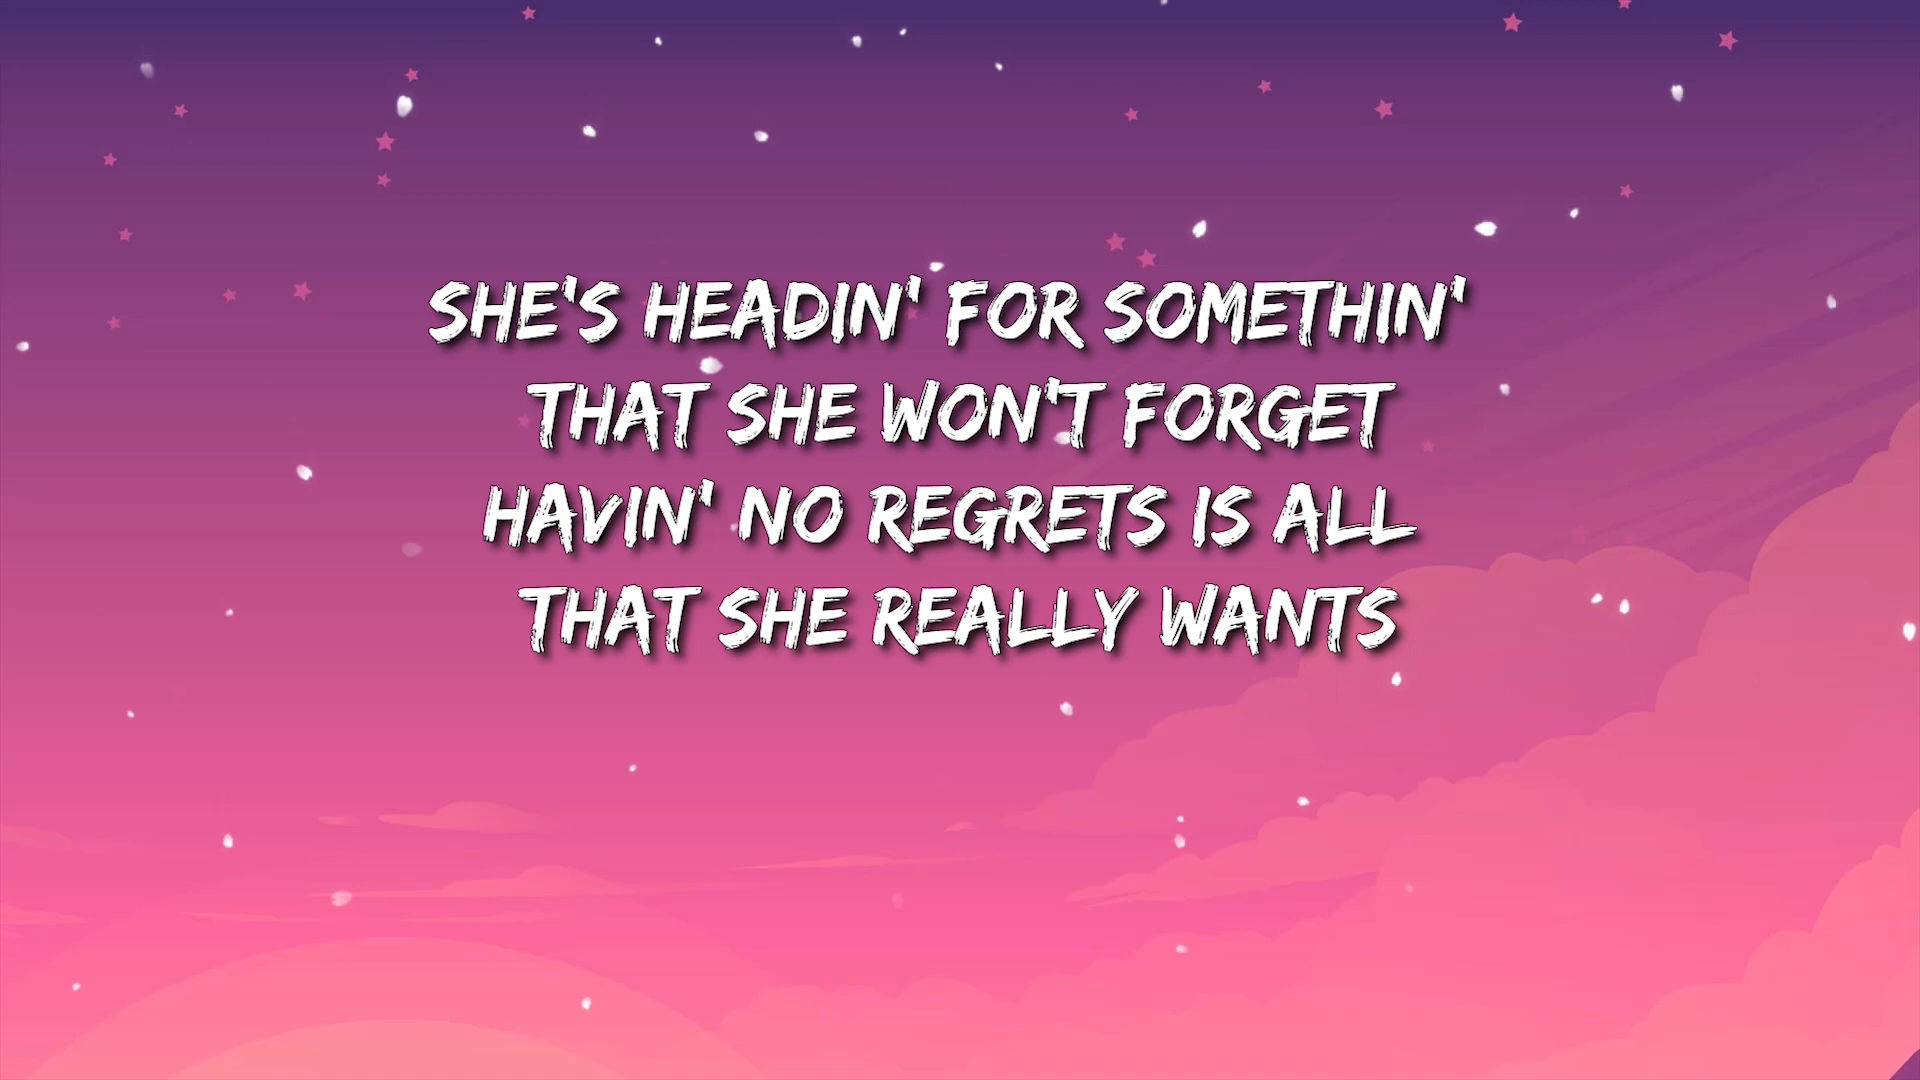 SHE'S HEADIN' FOR SOMETHIN'
THAT SHE WON'T FORGET
HAVIN' NO REGRETS IS ALL
THAT SHE REALLY WANTS